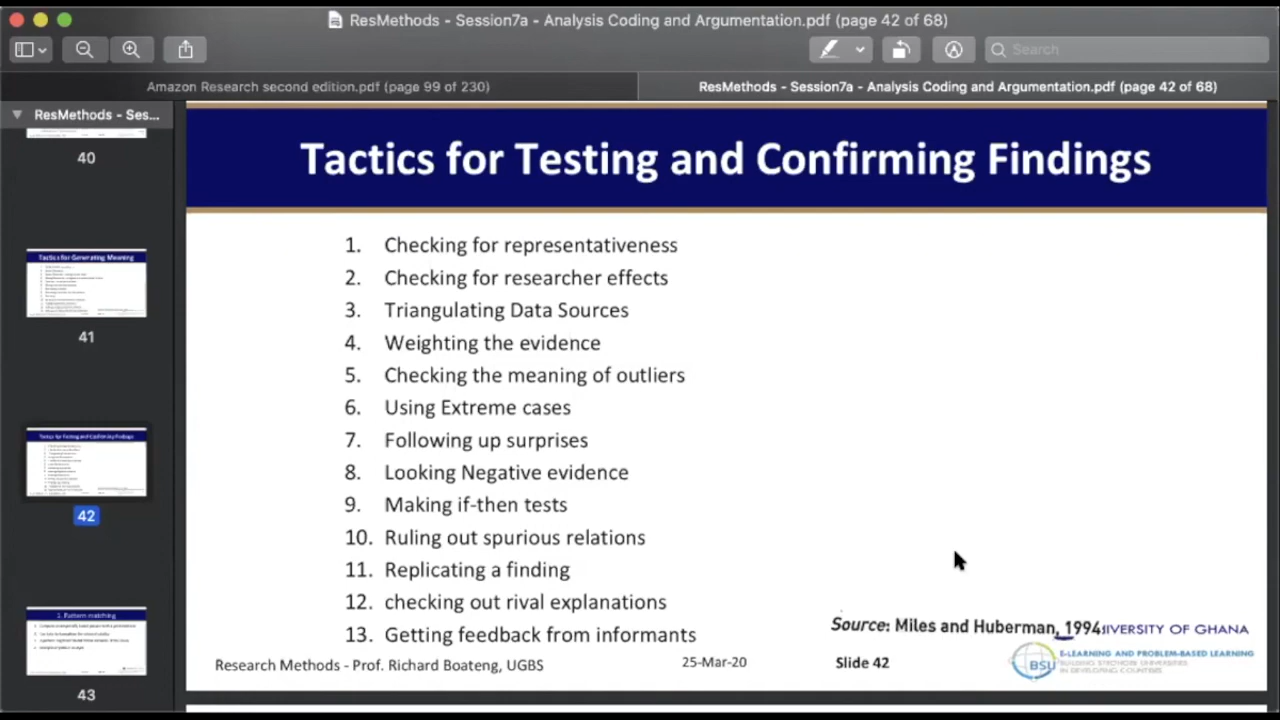 ResMethods - Session7a - Analysis Coding and Argumentation.pdf (page 42 of 68)
Search
Amazon Research second edition.pdf (page 99 of 230)
ResMethods - Session7a - Analysis Coding and Argumentation.pdf (page 42 of 68)
ResMethods - Ses...
40
Tactics for Generating Meaning
41
Tactics for Testing and Confirming Findings
42
1. Pattern matching
43
Tactics for Testing and Confirming Findings
1. Checking for representativeness
2. Checking for researcher effects
3. Triangulating Data Sources
4. Weighting the evidence
5. Checking the meaning of outliers
6. Using Extreme cases
7. Following up surprises
8. Looking Negative evidence
9. Making if-then tests
10. Ruling out spurious relations
11. Replicating a finding
12. checking out rival explanations
13. Getting feedback from informants
Source: Miles and Huberman, 1994
IVERSITY OF GHANA
Research Methods - Prof. Richard Boateng, UGBS
25-Mar-20
Slide 42
BSU
E-LEARNING AND PROBLEM-BASED LEARNING
BUILDING STRONGER UNIVERSITIES
IN DEVELOPING COUNTRIES